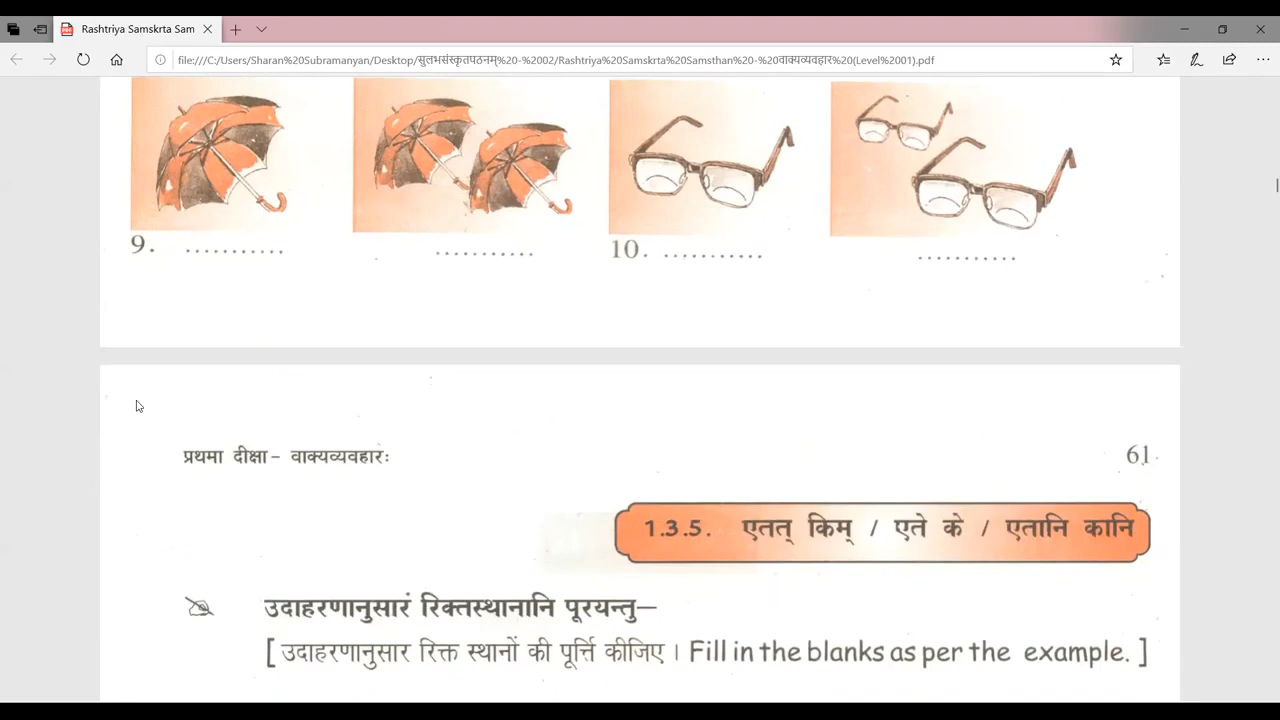 Rashtriya Samskrta Sam
file:///C:/Users/Sharan%20Subramanyan/Desktop/सुलभसंस्कृतपठनम्%20-%2002/Rashtriya%20Samskrta%20Samsthan%20-%20वाक्यव्यवहार%20(Level%2001).pdf
9. ........... ........... 10. ........... ...........
प्रथमा दीक्षा- वाक्यव्यवहारः 61
1.3.5. एतत् किम् / एते के / एतानि कानि
उदाहरणानुसारं रिक्तस्थानानि पूरयन्तु—
[ उदाहरणानुसार रिक्त स्थानों की पूर्त्ति कीजिए । Fill in the blanks as per the example. ]